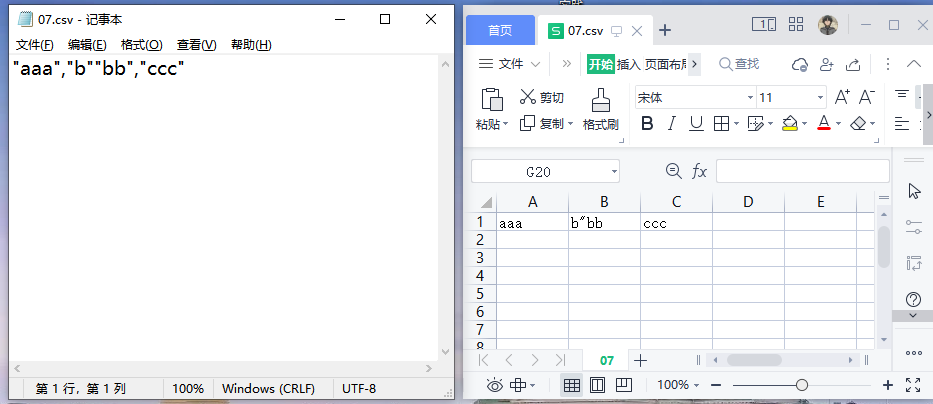 07.csv - 记事本
文件(F) 编辑(E) 格式(O) 查看(V) 帮助(H)
"aaa","b""bb","ccc"
第 1 行，第 1 列 100% Windows (CRLF) UTF-8
首页 S 07.csv 1
文件 开始 插入 页面布局 查找
粘贴 剪切 复制 格式刷 宋体 11 A+ A- B I U A
G20 fx
A B C D E
1 aaa b"bb ccc
2
3
4
5
6
7
8
07
100%